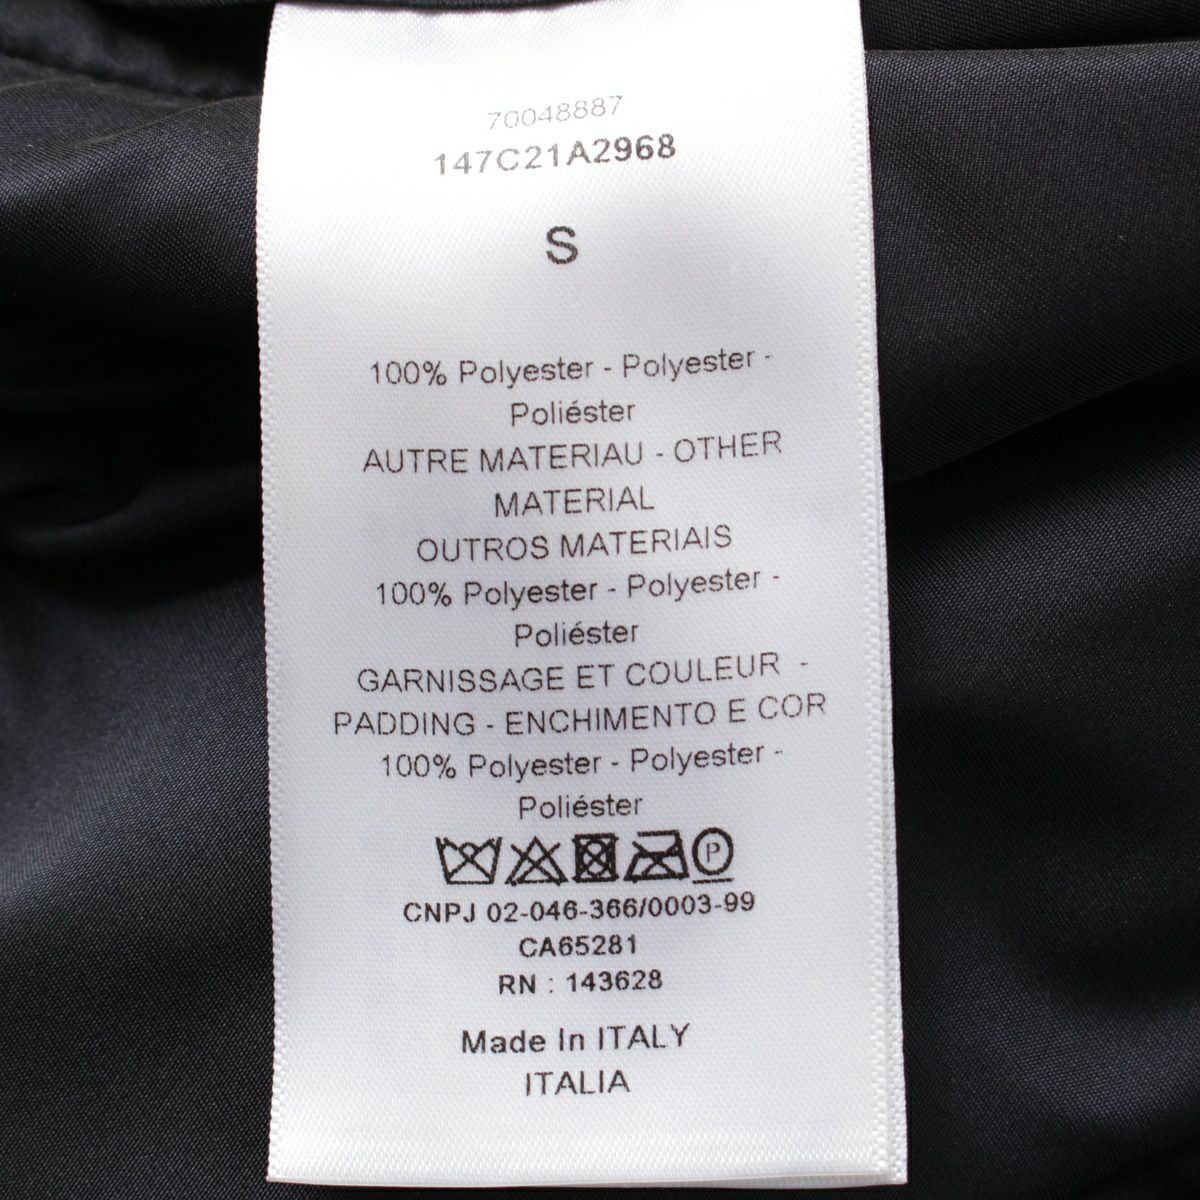 70048887
147C21A2968
S
100% Polyester - Polyester -
Poliéster
AUTRE MATERIAU - OTHER
MATERIAL
OUTROS MATERIAIS
100% Polyester - Polyester -
Poliéster
GARNISSAGE ET COULEUR -
PADDING - ENCHIMENTO E COR
100% Polyester - Polyester -
Poliéster
P
CNPJ 02-046-366/0003-99
CA65281
RN : 143628
Made In ITALY
ITALIA